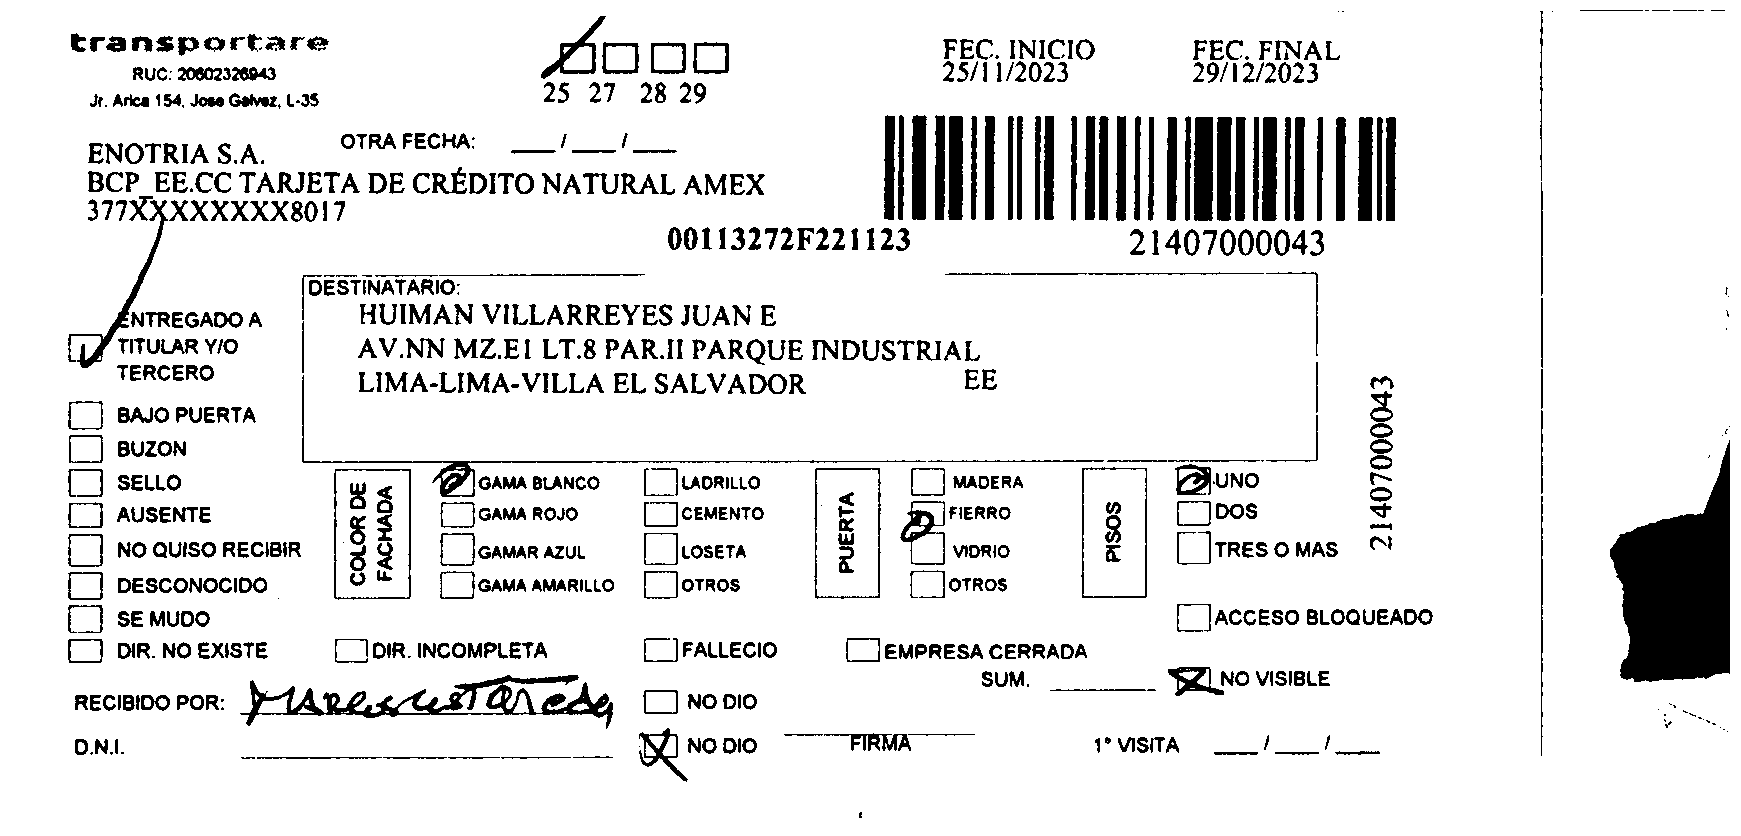 transportare
RUC: 20602326943
Jr. Arica 154, Jose Galvez, L-35
25 27 28 29
FEC. INICIO
25/11/2023
FEC. FINAL
29/12/2023
OTRA FECHA: ___/___/___
ENOTRIA S.A.
BCP_EE.CC TARJETA DE CRÉDITO NATURAL AMEX
377XXXXXXXXX8017
00113272F221123
21407000043
DESTINATARIO:
HUIMAN VILLARREYES JUAN E
AV.NN MZ.E1 LT.8 PAR.II PARQUE INDUSTRIAL
LIMA-LIMA-VILLA EL SALVADOR EE
21407000043
ENTREGADO A
TITULAR Y/O
TERCERO
BAJO PUERTA
BUZON
SELLO
AUSENTE
NO QUISO RECIBIR
DESCONOCIDO
SE MUDO
DIR. NO EXISTE
COLOR DE
FACHADA
GAMA BLANCO
GAMA ROJO
GAMAR AZUL
GAMA AMARILLO
LADRILLO
CEMENTO
LOSETA
OTROS
PUERTA
MADERA
FIERRO
VIDRIO
OTROS
PISOS
UNO
DOS
TRES O MAS
ACCESO BLOQUEADO
DIR. INCOMPLETA
FALLECIO
EMPRESA CERRADA
SUM. ______
NO VISIBLE
RECIBIDO POR:
NO DIO
D.N.I.
NO DIO
FIRMA
1° VISITA ___/___/___